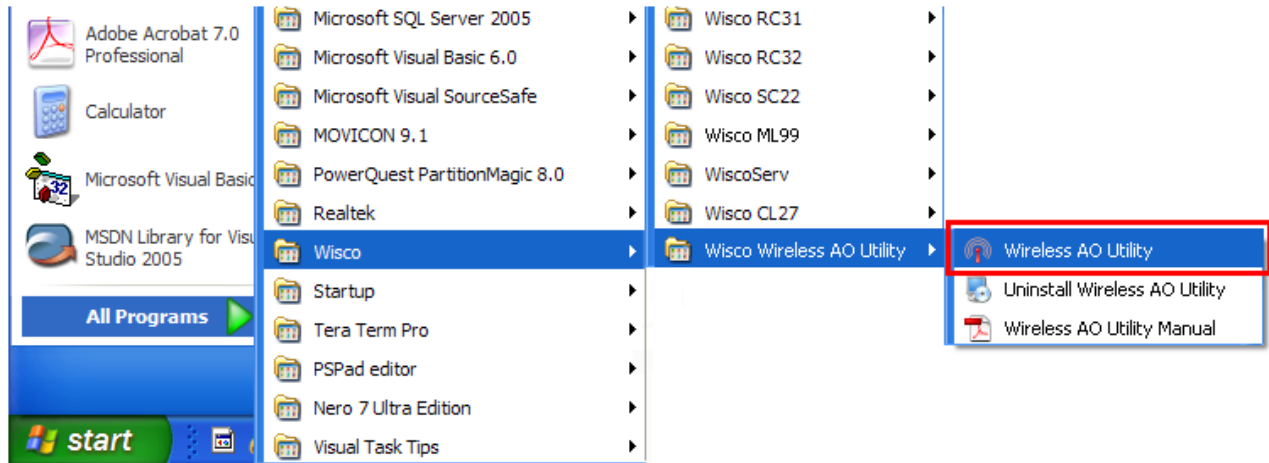 Adobe Acrobat 7.0
Professional
Calculator
Microsoft Visual Basic
MSDN Library for Visu
Studio 2005
All Programs
start
Microsoft SQL Server 2005
Microsoft Visual Basic 6.0
Microsoft Visual SourceSafe
MOVICON 9.1
PowerQuest PartitionMagic 8.0
Realtek
Wisco
Startup
Tera Term Pro
PSPad editor
Nero 7 Ultra Edition
Visual Task Tips
Wisco RC31
Wisco RC32
Wisco SC22
Wisco ML99
WiscoServ
Wisco CL27
Wisco Wireless AO Utility
Wireless AO Utility
Uninstall Wireless AO Utility
Wireless AO Utility Manual